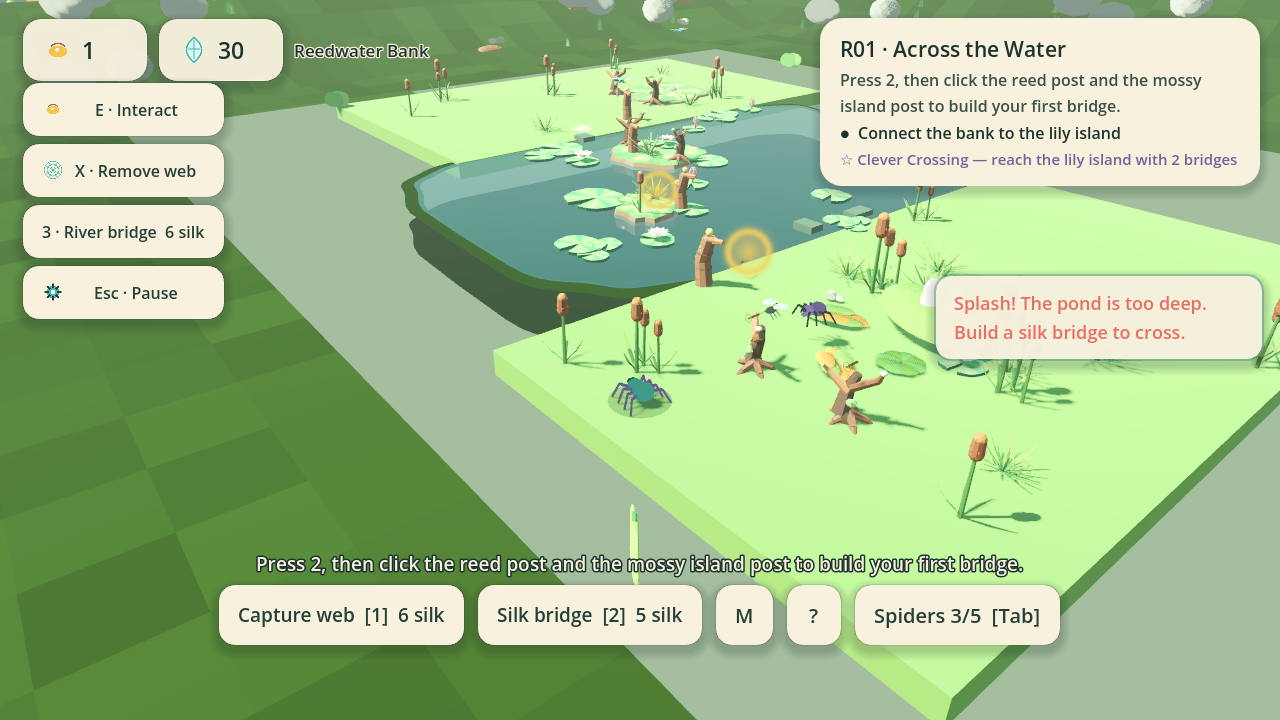 1
30
Reedwater Bank
E · Interact
X · Remove web
3 · River bridge 6 silk
Esc · Pause
R01 · Across the Water
Press 2, then click the reed post and the mossy
island post to build your first bridge.
● Connect the bank to the lily island
☆ Clever Crossing — reach the lily island with 2 bridges
Splash! The pond is too deep.
Build a silk bridge to cross.
Press 2, then click the reed post and the mossy island post to build your first bridge.
Capture web [1] 6 silk
Silk bridge [2] 5 silk
M
?
Spiders 3/5 [Tab]